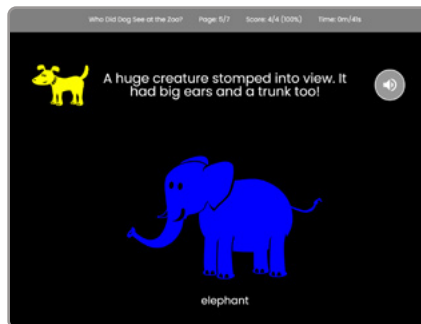 Who Did Dog See at the Zoo? Page: 5/7 Score: 4/4 (100%) Time: 0m/41s
A huge creature stomped into view. It
had big ears and a trunk too!
elephant